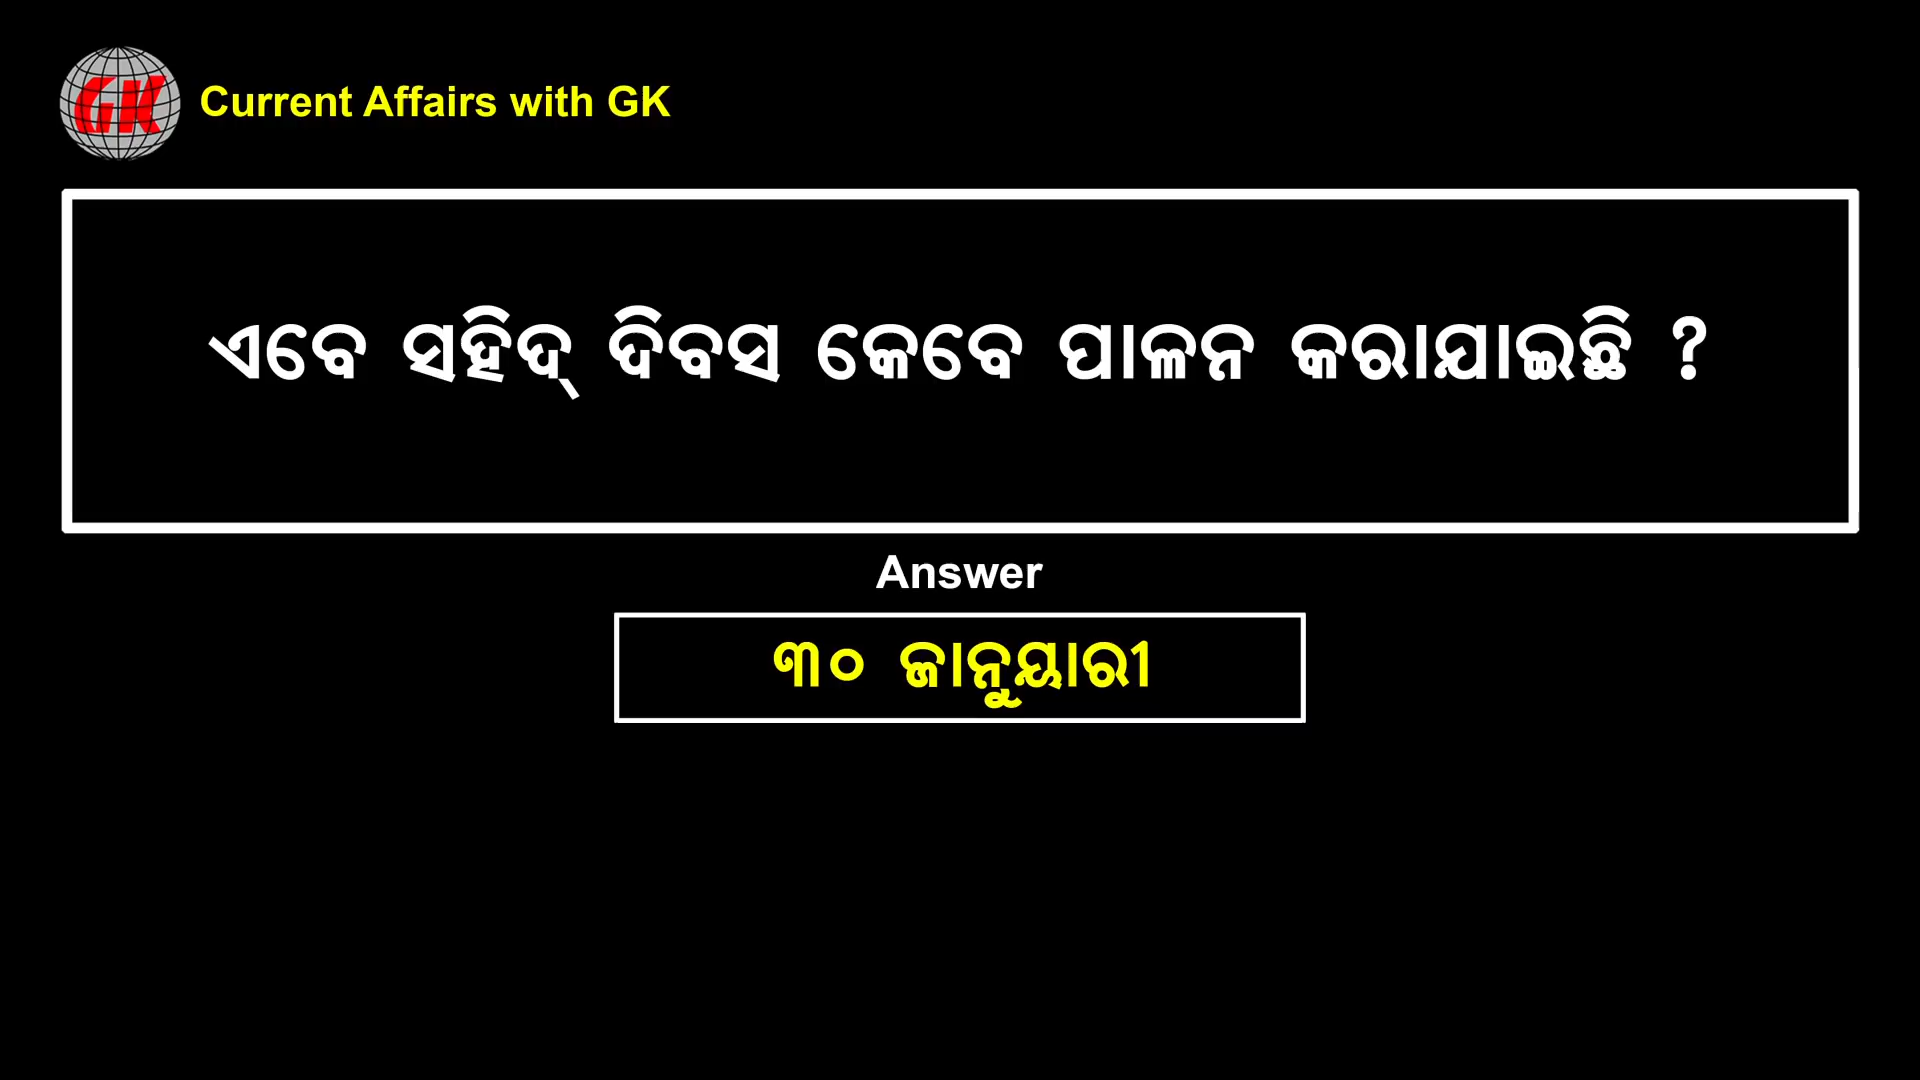 GK
Current Affairs with GK
ଏବେ ସହିଦ୍ ଦିବସ କେବେ ପାଳନ କରାଯାଇଛି ?
Answer
୩୦ ଜାନୁୟାରୀ